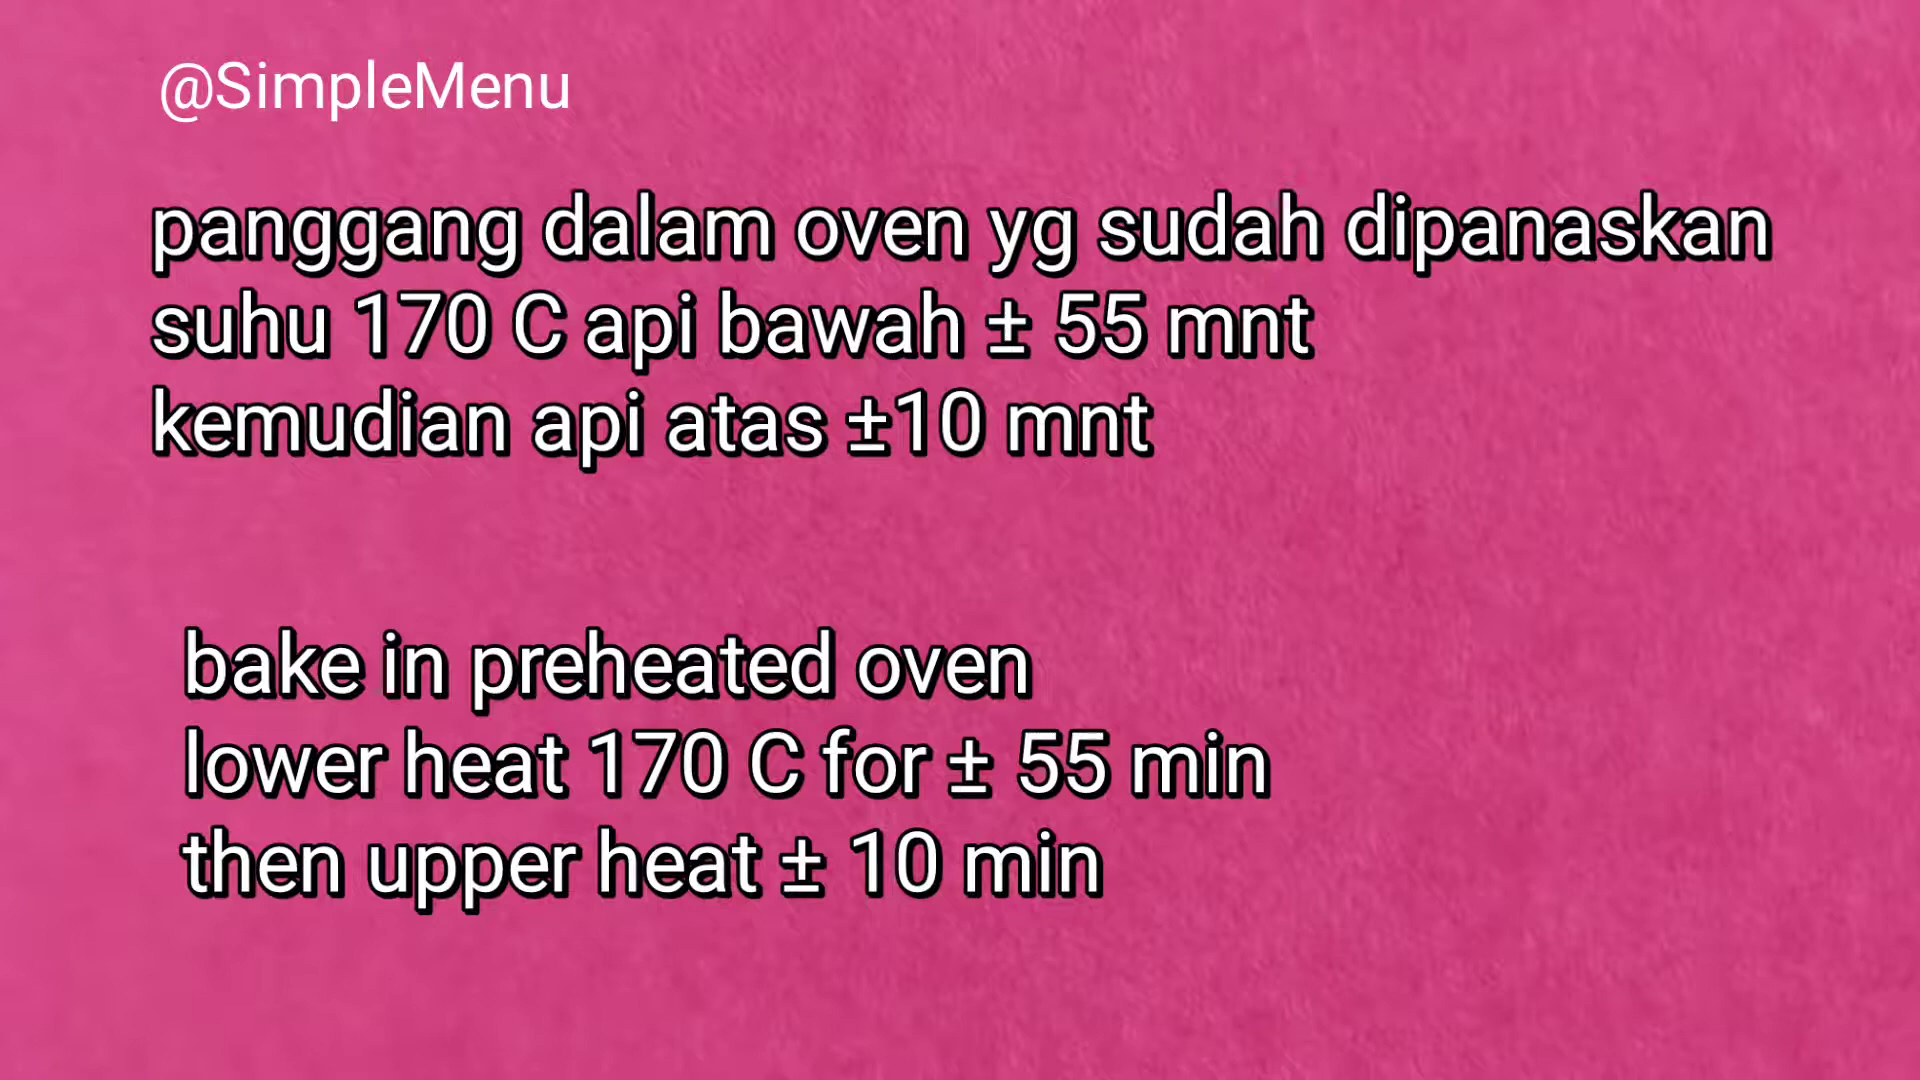 @SimpleMenu
panggang dalam oven yg sudah dipanaskan
suhu 170 C api bawah ± 55 mnt
kemudian api atas ±10 mnt
bake in preheated oven
lower heat 170 C for ± 55 min
then upper heat ± 10 min